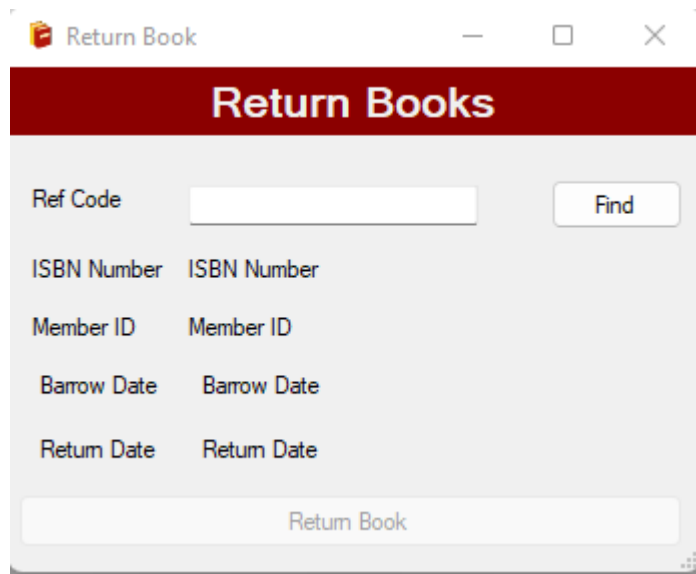 Return Book
Return Books
Ref Code Find
ISBN Number ISBN Number
Member ID Member ID
Barrow Date Barrow Date
Return Date Return Date
Return Book